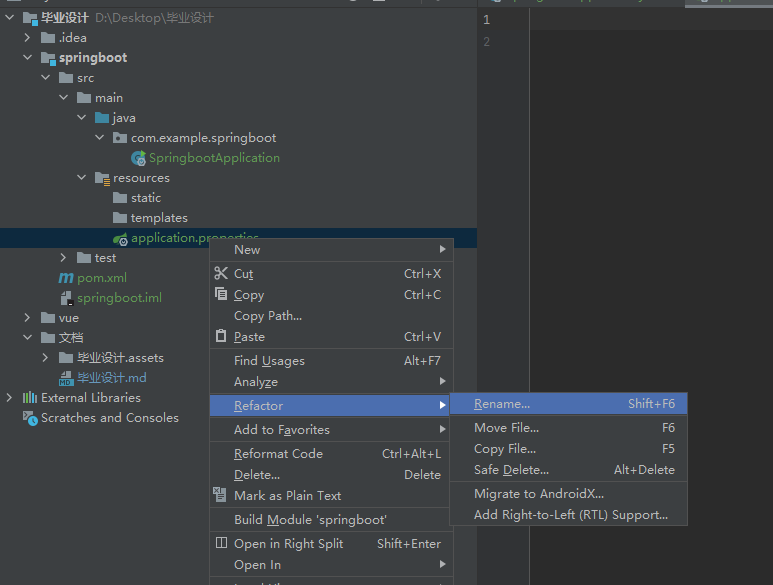 毕业设计 D:\Desktop\毕业设计
.idea
springboot
src
main
java
com.example.springboot
SpringbootApplication
resources
static
templates
application.properties
test
pom.xml
springboot.iml
vue
文档
毕业设计.assets
毕业设计.md
External Libraries
Scratches and Consoles
New
Cut Ctrl+X
Copy Ctrl+C
Copy Path...
Paste Ctrl+V
Find Usages Alt+F7
Analyze
Refactor
Add to Favorites
Reformat Code Ctrl+Alt+L
Delete... Delete
Mark as Plain Text
Build Module 'springboot'
Open in Right Split Shift+Enter
Open In
Rename... Shift+F6
Move File... F6
Copy File... F5
Safe Delete... Alt+Delete
Migrate to AndroidX...
Add Right-to-Left (RTL) Support...
1
2